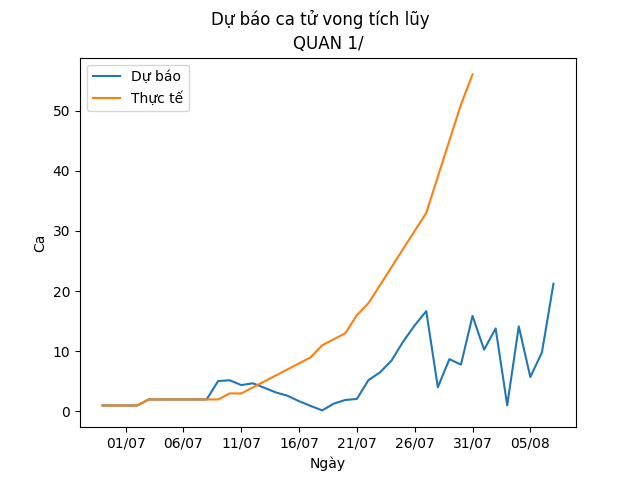 Dự báo ca tử vong tích lũy
QUAN 1/
Dự báo
Thực tế
Ca
50
40
30
20
10
0
01/07 06/07 11/07 16/07 21/07 26/07 31/07 05/08
Ngày